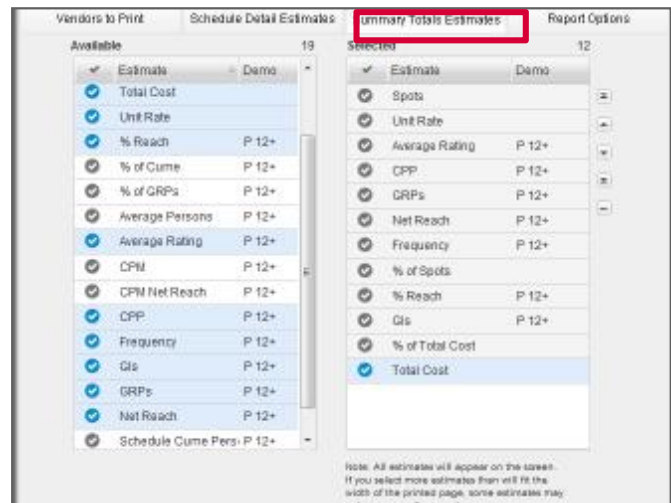 Vendors to Print Schedule Detail Estimates Summary Totals Estimates Report Options
Available 19
Estimate Demo
Total Cost
Unit Rate
% Reach P 12+
% of Cume P 12+
% of GRPs P 12+
Average Persons P 12+
Average Rating P 12+
CPM P 12+
CPM Net Reach P 12+
CPP P 12+
Frequency P 12+
GIs P 12+
GRPs P 12+
Net Reach P 12+
Schedule Cume Pers P 12+
Selected 12
Estimate Demo
Spots
Unit Rate
Average Rating P 12+
CPP P 12+
GRPs P 12+
Net Reach P 12+
Frequency P 12+
% of Spots
% Reach P 12+
GIs P 12+
% of Total Cost
Total Cost
Note: All estimates will appear on the screen.
If you select more estimates than will fit the
width of the printed page, some estimates may